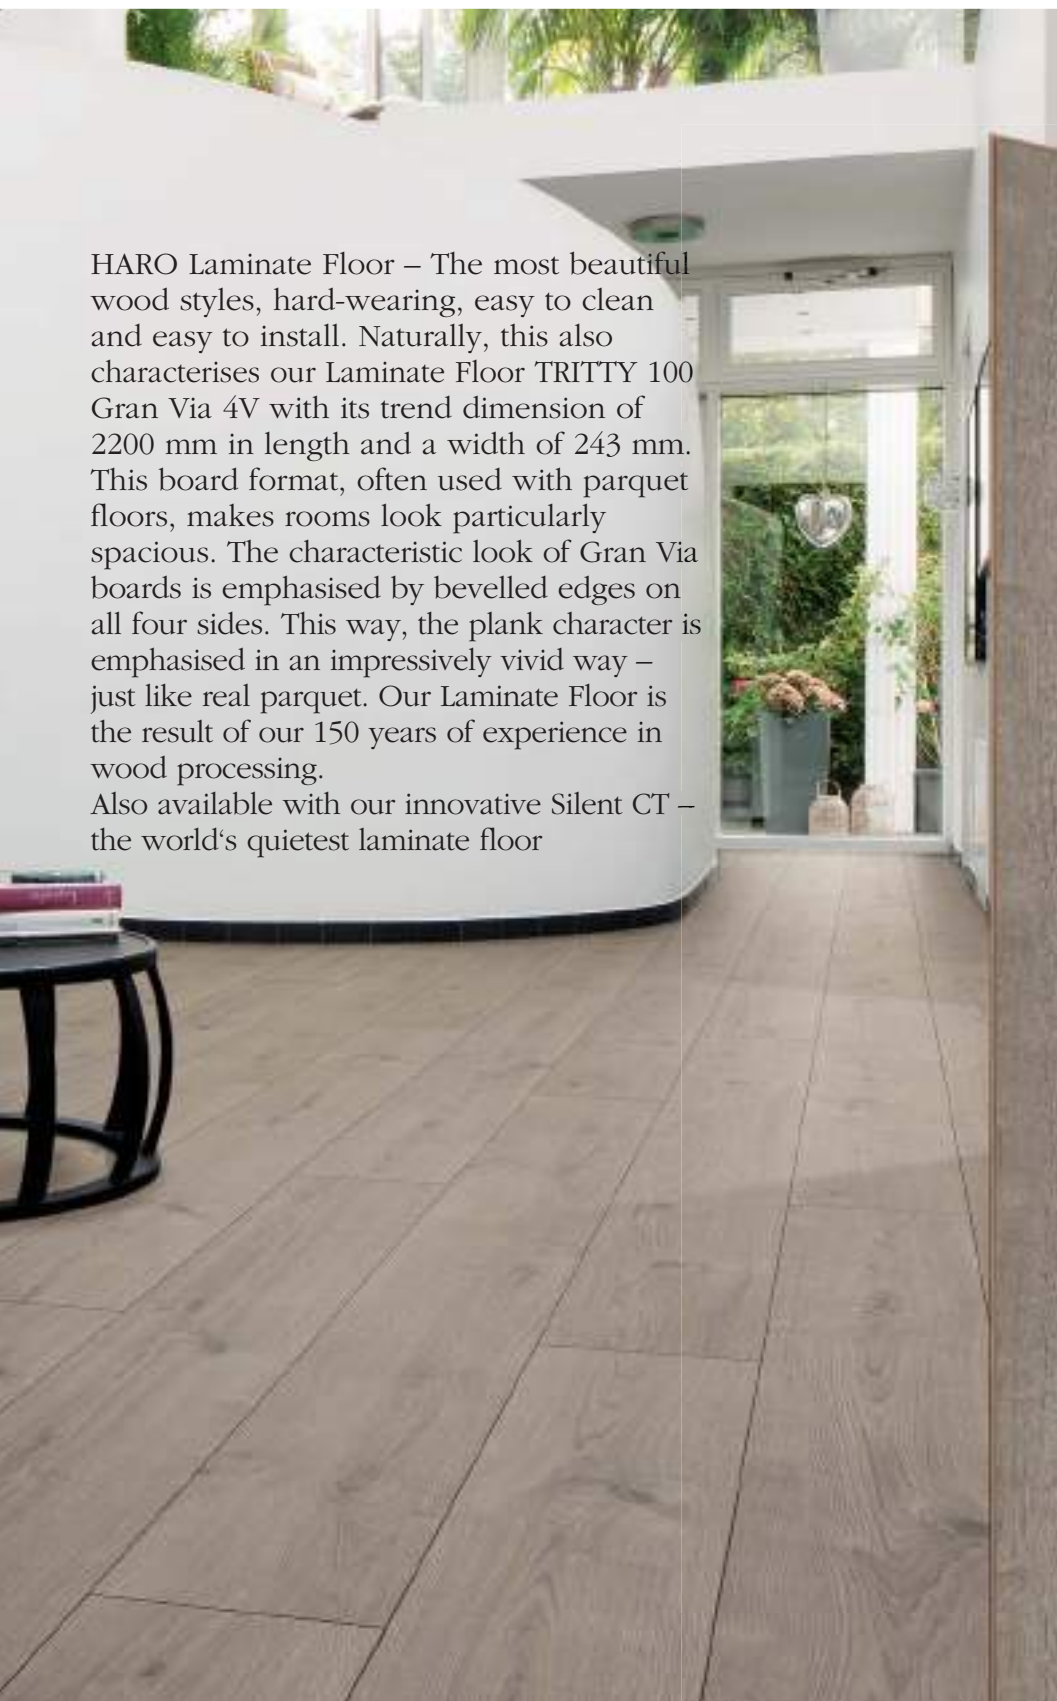 HARO Laminate Floor – The most beautiful
wood styles, hard-wearing, easy to clean
and easy to install. Naturally, this also
characterises our Laminate Floor TRITTY 100
Gran Via 4V with its trend dimension of
2200 mm in length and a width of 243 mm.
This board format, often used with parquet
floors, makes rooms look particularly
spacious. The characteristic look of Gran Via
boards is emphasised by bevelled edges on
all four sides. This way, the plank character is
emphasised in an impressively vivid way –
just like real parquet. Our Laminate Floor is
the result of our 150 years of experience in
wood processing.
Also available with our innovative Silent CT –
the world‘s quietest laminate floor